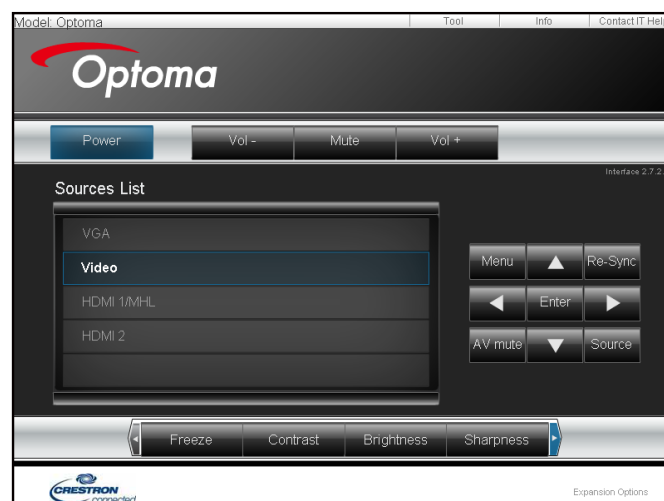 Model: Optoma
Tool Info Contact IT Hel
Optoma
Power Vol - Mute Vol +
Interface 2.7.2.
Sources List
VGA
Video
HDMI 1/MHL
HDMI 2
Menu Re-Sync
Enter
AV mute Source
Freeze Contrast Brightness Sharpness
CRESTRON
connected
Expansion Options